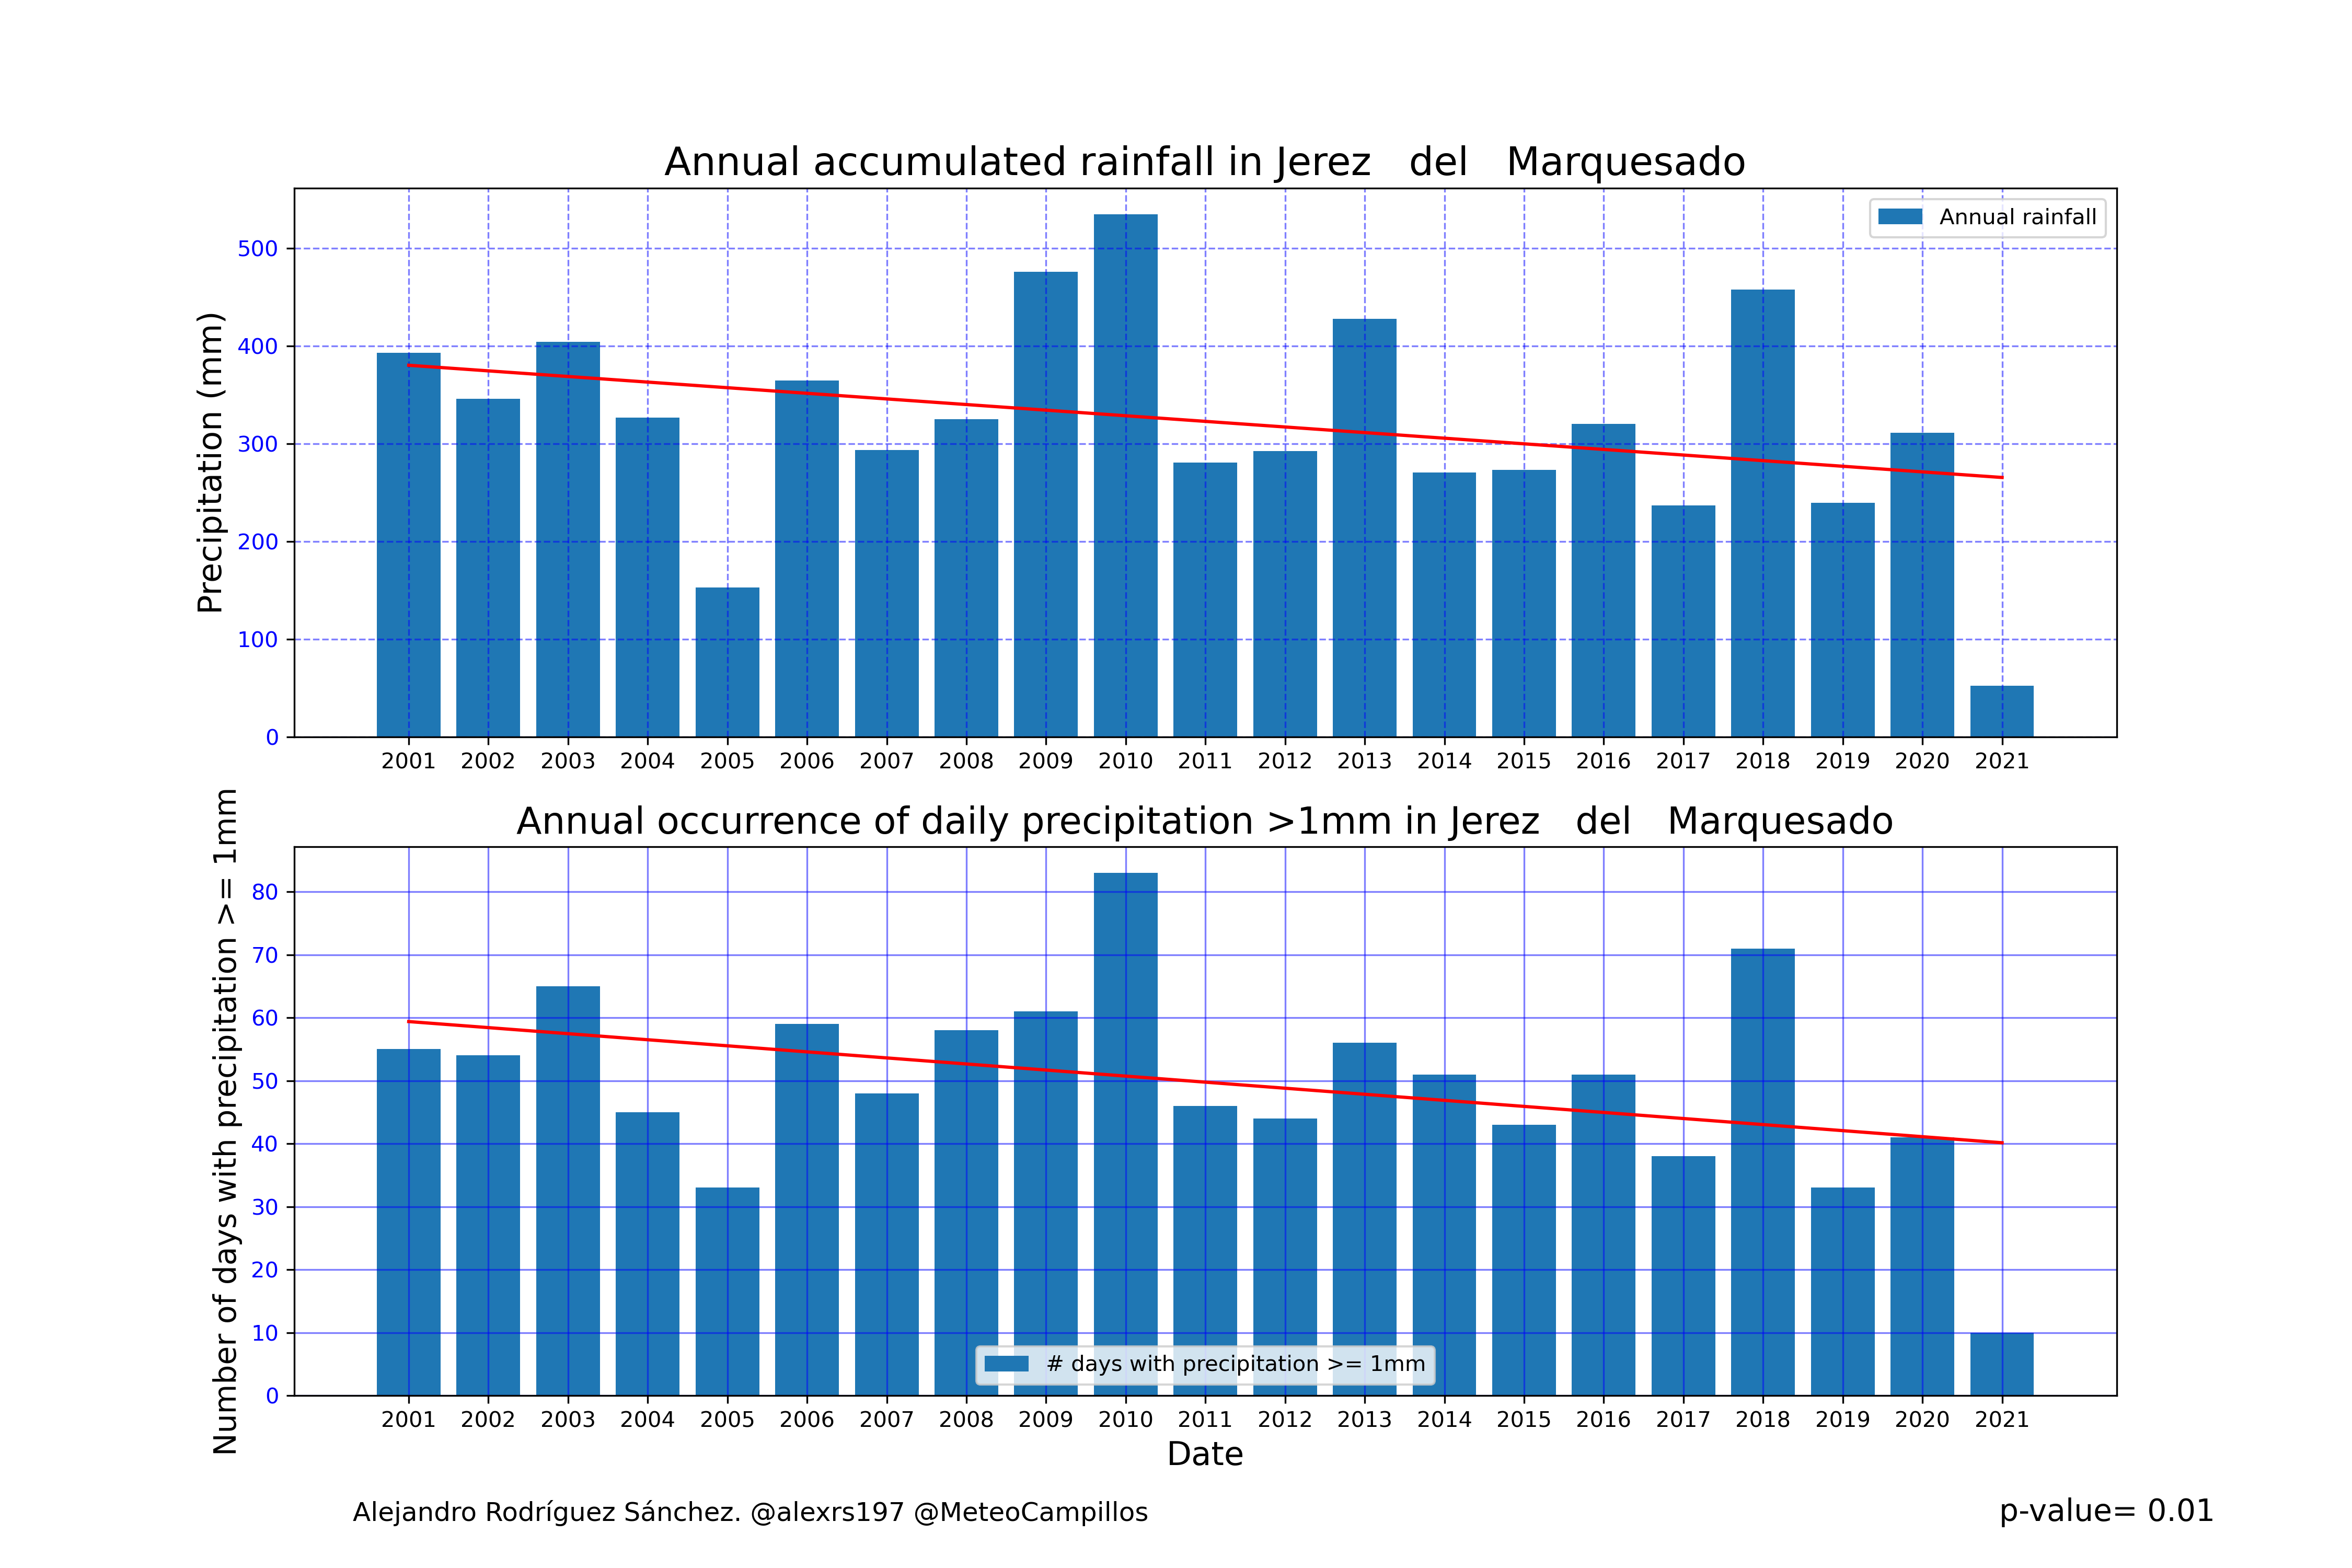 Annual accumulated rainfall in Jerez   del   Marquesado
Annual rainfall
Precipitation (mm)
500
400
300
200
100
0
2001 2002 2003 2004 2005 2006 2007 2008 2009 2010 2011 2012 2013 2014 2015 2016 2017 2018 2019 2020 2021
Annual occurrence of daily precipitation >1mm in Jerez   del   Marquesado
Number of days with precipitation >= 1mm
80
70
60
50
40
30
20
10
0
# days with precipitation >= 1mm
2001 2002 2003 2004 2005 2006 2007 2008 2009 2010 2011 2012 2013 2014 2015 2016 2017 2018 2019 2020 2021
Date
Alejandro Rodríguez Sánchez. @alexrs197 @MeteoCampillos
p-value= 0.01